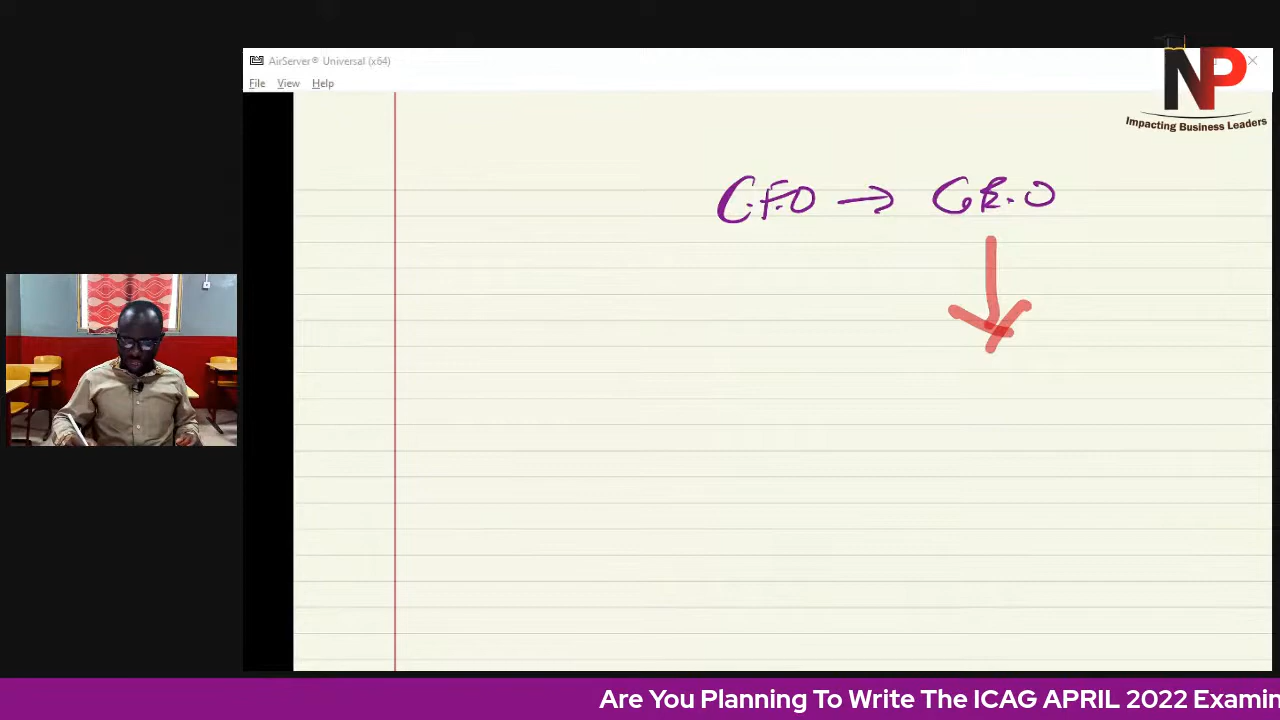 AirServer® Universal (x64)
File View Help
NP
Impacting Business Leaders
C.F.O → C.R.O
Are You Planning To Write The ICAG APRIL 2022 Examin